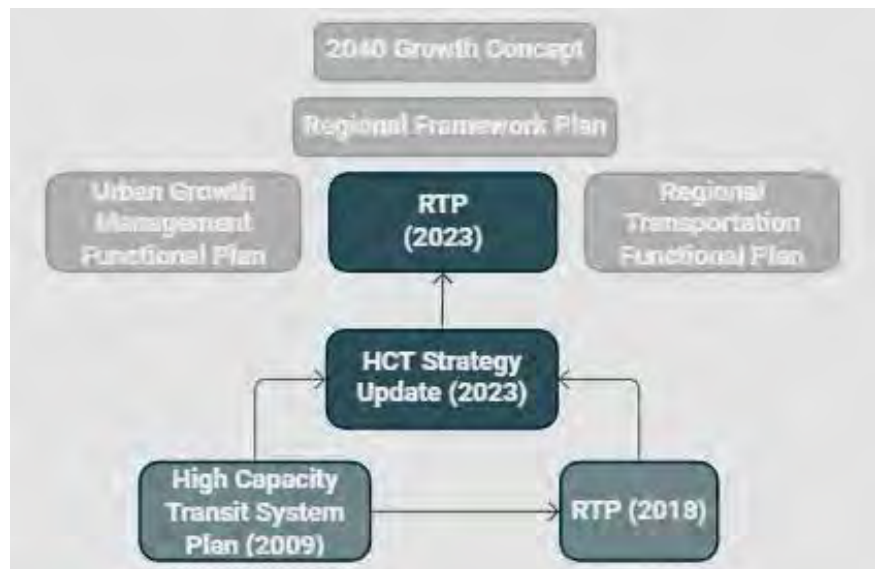 2040 Growth Concept
Regional Framework Plan
Urban Growth
Management
Functional Plan
RTP
(2023)
Regional
Transportation
Functional Plan
HCT Strategy
Update (2023)
High Capacity
Transit System
Plan (2009)
RTP (2018)